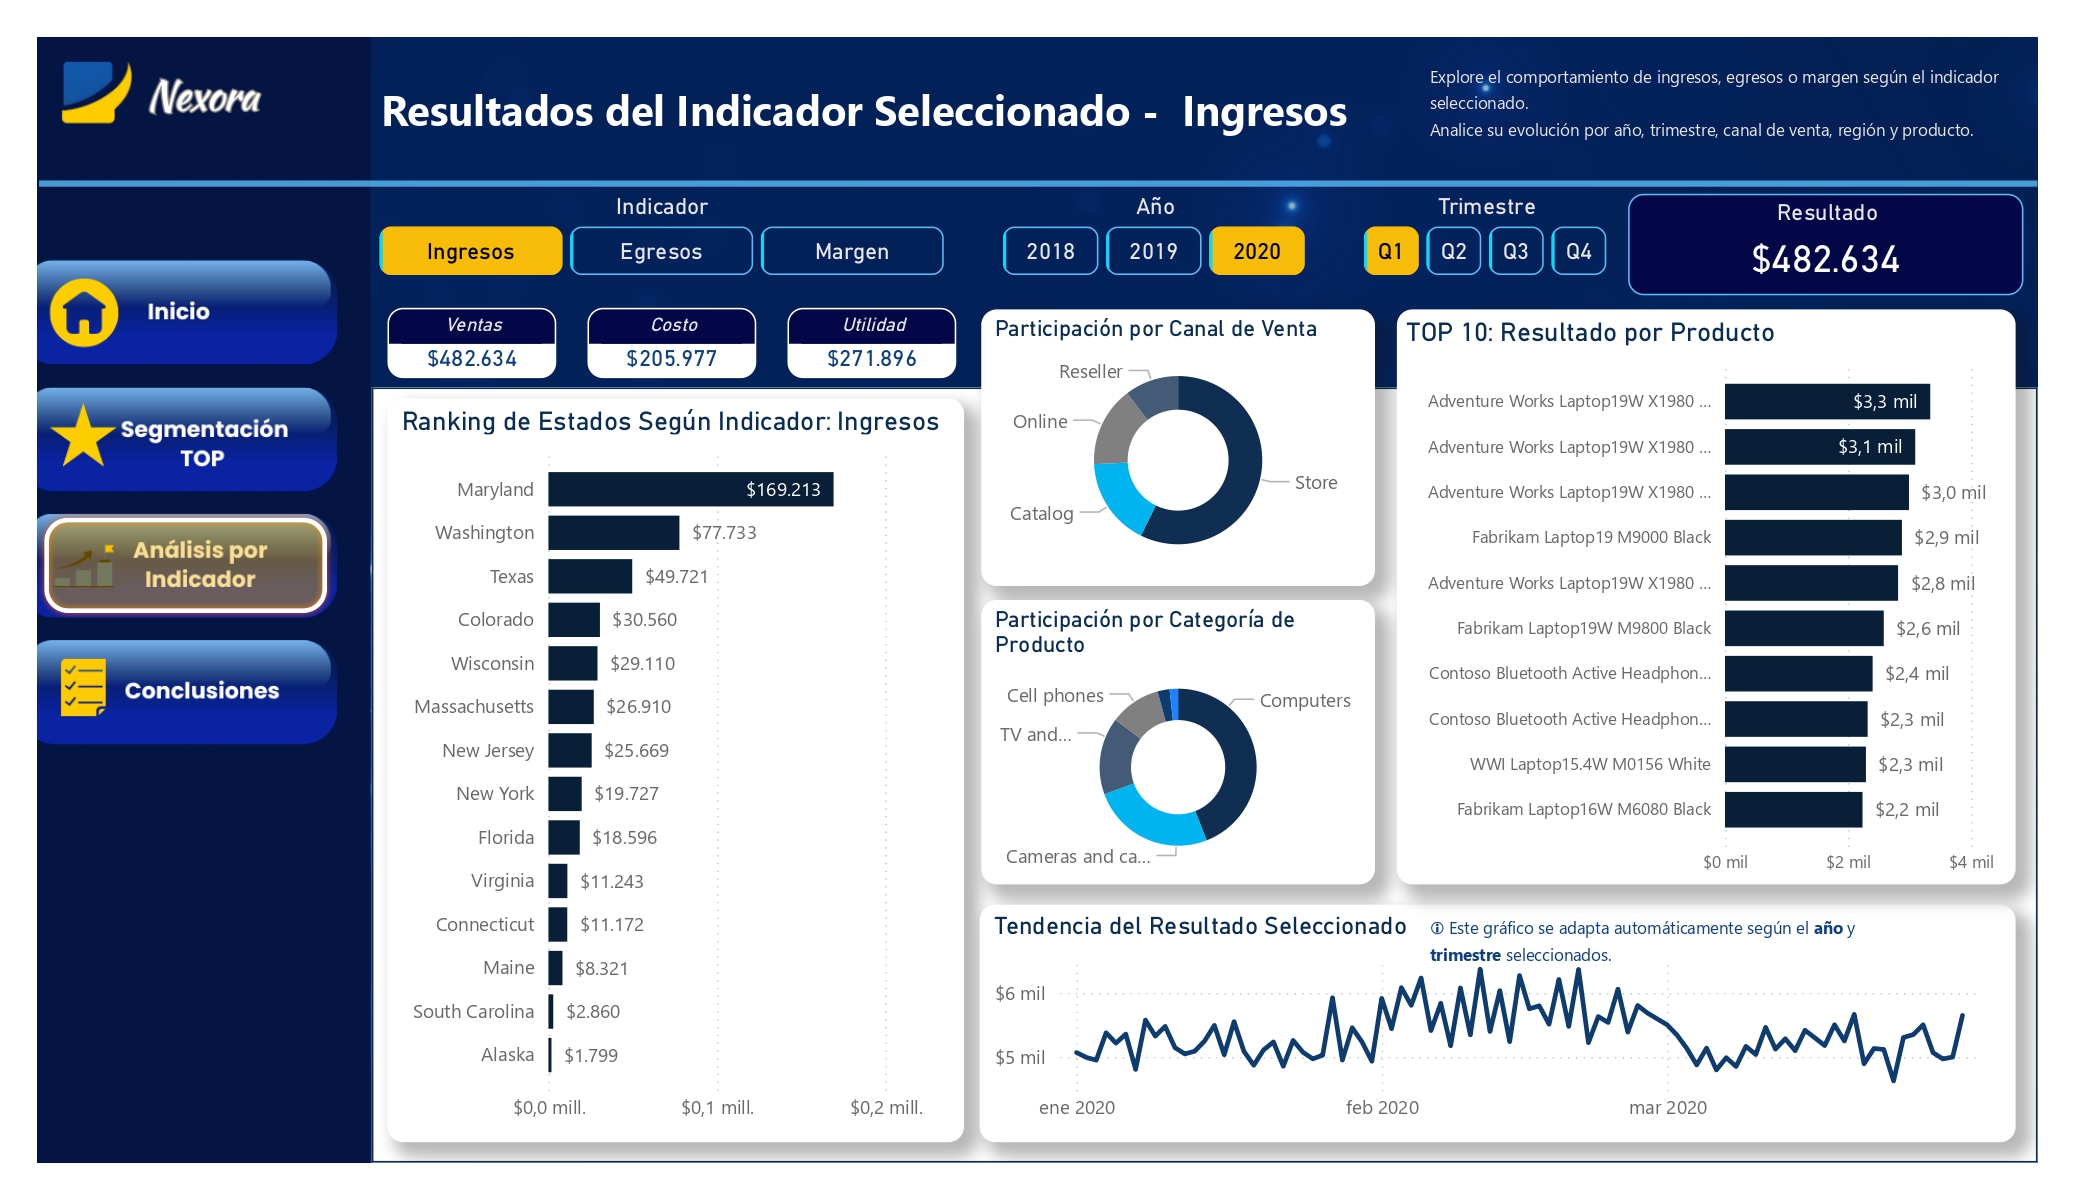 Nexora
Resultados del Indicador Seleccionado -  Ingresos
Explore el comportamiento de ingresos, egresos o margen según el indicador
seleccionado.
Analice su evolución por año, trimestre, canal de venta, región y producto.
Inicio
Segmentación
TOP
Análisis por
Indicador
Conclusiones
Indicador
Ingresos
Egresos
Margen
Año
2018
2019
2020
Trimestre
Q1
Q2
Q3
Q4
Resultado
$482.634
Ventas
$482.634
Costo
$205.977
Utilidad
$271.896
Ranking de Estados Según Indicador: Ingresos
Maryland $169.213
Washington $77.733
Texas $49.721
Colorado $30.560
Wisconsin $29.110
Massachusetts $26.910
New Jersey $25.669
New York $19.727
Florida $18.596
Virginia $11.243
Connecticut $11.172
Maine $8.321
South Carolina $2.860
Alaska $1.799
$0,0 mill. $0,1 mill. $0,2 mill.
Participación por Canal de Venta
Reseller
Online
Store
Catalog
Participación por Categoría de
Producto
Cell phones
Computers
TV and...
Cameras and ca...
TOP 10: Resultado por Producto
Adventure Works Laptop19W X1980 ... $3,3 mil
Adventure Works Laptop19W X1980 ... $3,1 mil
Adventure Works Laptop19W X1980 ... $3,0 mil
Fabrikam Laptop19 M9000 Black $2,9 mil
Adventure Works Laptop19W X1980 ... $2,8 mil
Fabrikam Laptop19W M9800 Black $2,6 mil
Contoso Bluetooth Active Headphon... $2,4 mil
Contoso Bluetooth Active Headphon... $2,3 mil
WWI Laptop15.4W M0156 White $2,3 mil
Fabrikam Laptop16W M6080 Black $2,2 mil
$0 mil $2 mil $4 mil
Tendencia del Resultado Seleccionado
🛈 Este gráfico se adapta automáticamente según el año y
trimestre seleccionados.
$6 mil
$5 mil
ene 2020 feb 2020 mar 2020